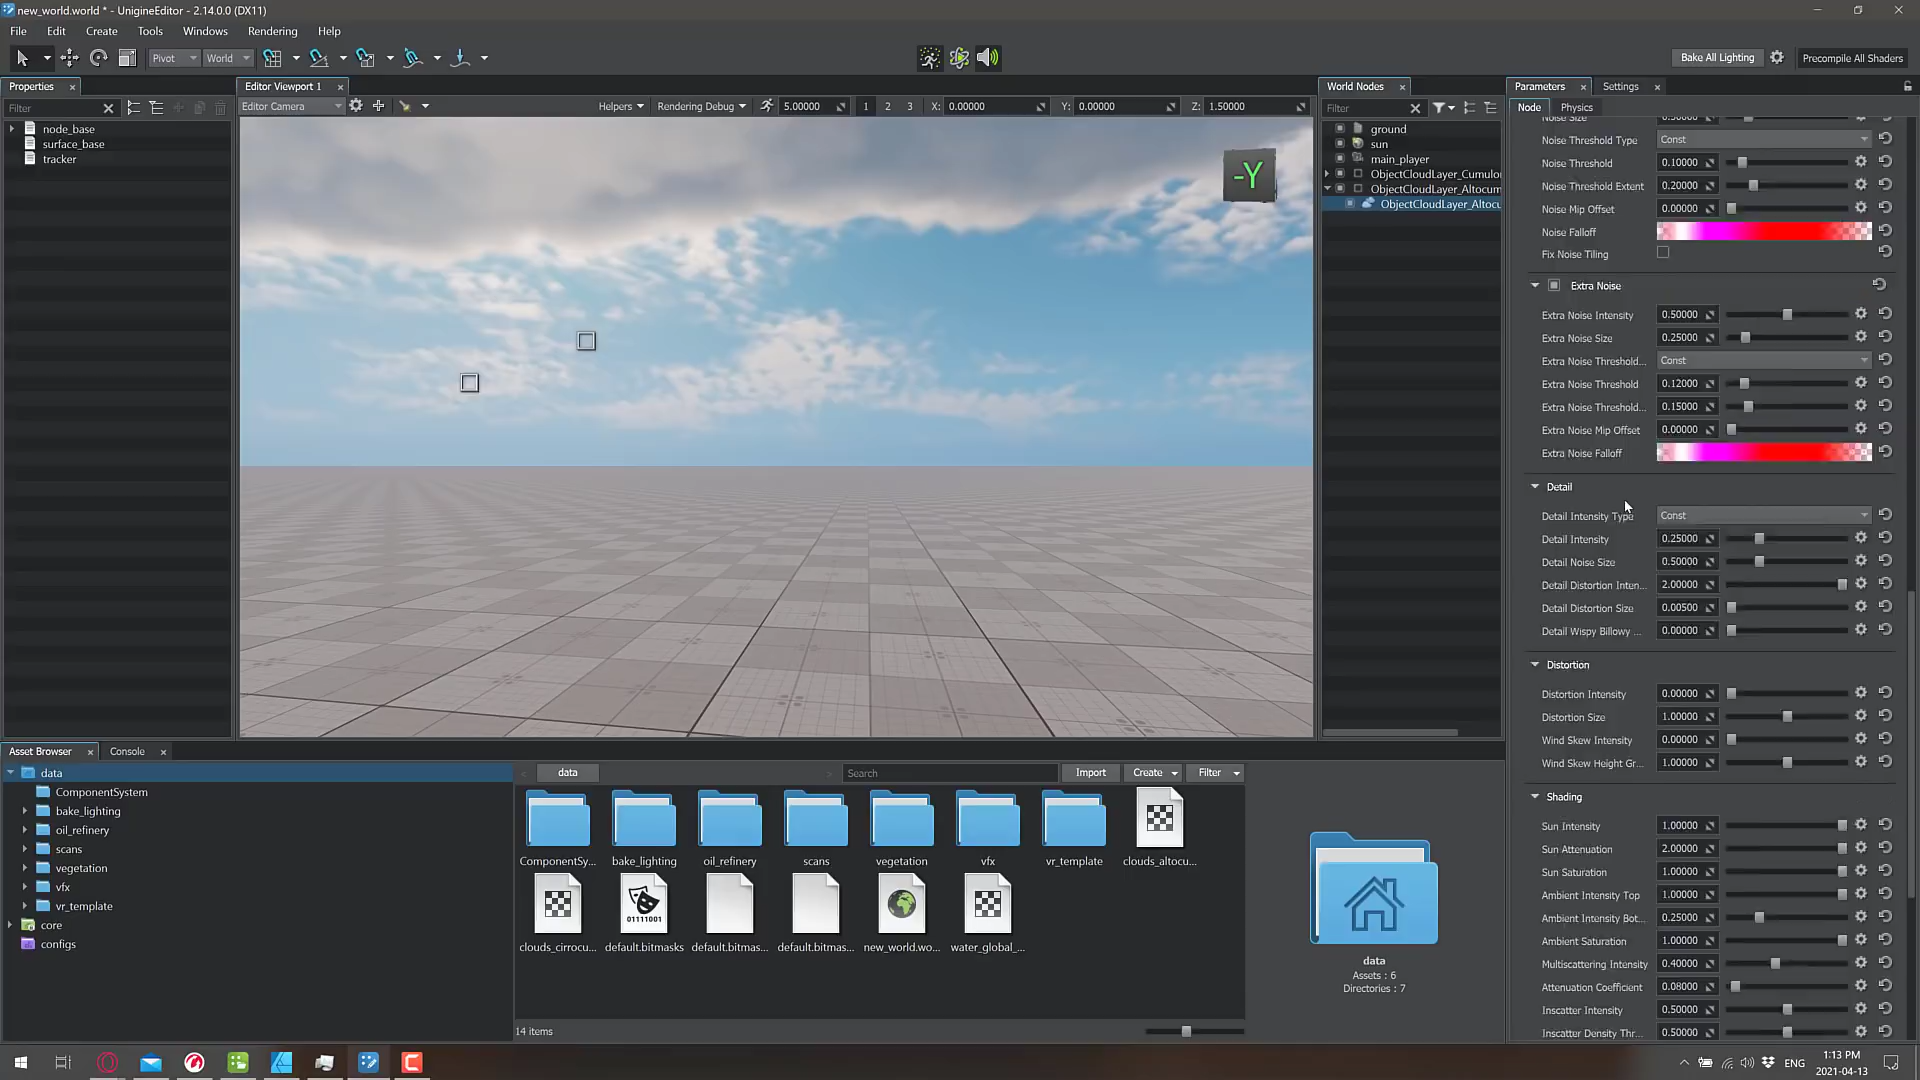 new_world.world * - UnigineEditor - 2.14.0.0 (DX11)
File Edit Create Tools Windows Rendering Help
Pivot World Bake All Lighting Precompile All Shaders
Properties Editor Viewport 1 World Nodes Parameters Settings
Filter Editor Camera Helpers Rendering Debug 5.00000 1 2 3 X: 0.00000 Y: 0.00000 Z: 1.50000 Filter Node Physics
node_base
surface_base
tracker
-Y
ground
sun
main_player
ObjectCloudLayer_Cumulo
ObjectCloudLayer_Altocum
ObjectCloudLayer_Altocu
Noise Size 0.50000
Noise Threshold Type Const
Noise Threshold 0.10000
Noise Threshold Extent 0.20000
Noise Mip Offset 0.00000
Noise Falloff
Fix Noise Tiling
Extra Noise
Extra Noise Intensity 0.50000
Extra Noise Size 0.25000
Extra Noise Threshold... Const
Extra Noise Threshold 0.12000
Extra Noise Threshold... 0.15000
Extra Noise Mip Offset 0.00000
Extra Noise Falloff
Detail
Detail Intensity Type Const
Detail Intensity 0.25000
Detail Noise Size 0.50000
Detail Distortion Inten... 2.00000
Detail Distortion Size 0.00500
Detail Wispy Billowy ... 0.00000
Distortion
Distortion Intensity 0.00000
Distortion Size 1.00000
Wind Skew Intensity 0.00000
Wind Skew Height Gr... 1.00000
Shading
Sun Intensity 1.00000
Sun Attenuation 2.00000
Sun Saturation 1.00000
Ambient Intensity Top 1.00000
Ambient Intensity Bot... 0.25000
Ambient Saturation 1.00000
Multiscattering Intensity 0.40000
Attenuation Coefficient 0.08000
Inscatter Intensity 0.50000
Inscatter Density Thr... 0.50000
Asset Browser Console
data
ComponentSystem
bake_lighting
oil_refinery
scans
vegetation
vfx
vr_template
core
configs
data Search Import Create Filter
ComponentSy... bake_lighting oil_refinery scans vegetation vfx vr_template clouds_altocu...
01111001
clouds_cirrocu... default.bitmasks default.bitmas... default.bitmas... new_world.wo... water_global_...
14 items
data
Assets : 6
Directories : 7
ENG
1:13 PM
2021-04-13